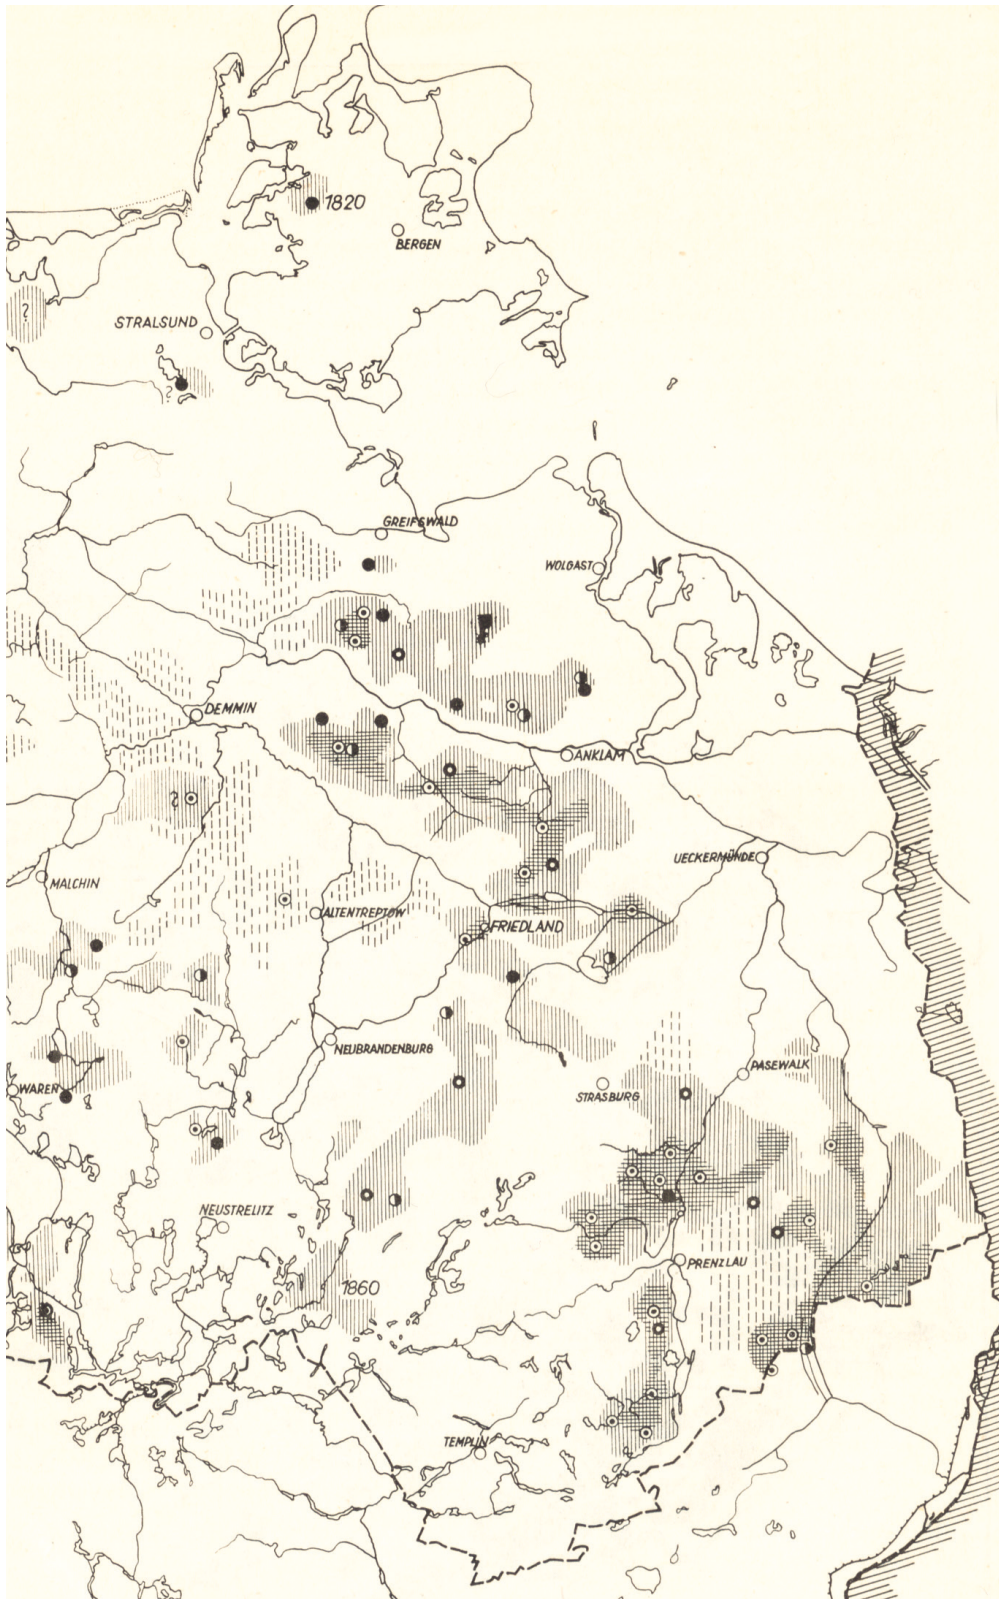 1820
BERGEN
?
STRALSUND
?
GREIFSWALD
WOLGAST
DEMMIN
ANKLAM
?
UECKERMÜNDE
MALCHIN
ALTENTREPTOW
FRIEDLAND
NEUBRANDENBURG
PASEWALK
WAREN
STRASBURG
NEUSTRELITZ
PRENZLAU
1860
TEMPLIN